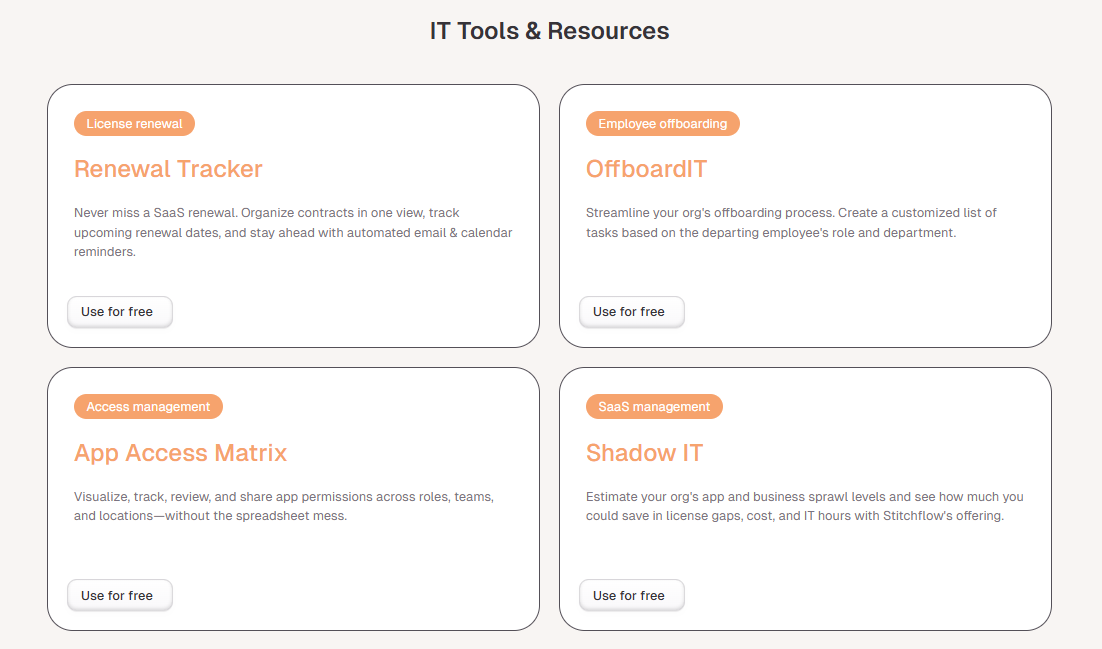 IT Tools & Resources
License renewal
Renewal Tracker
Never miss a SaaS renewal. Organize contracts in one view, track
upcoming renewal dates, and stay ahead with automated email & calendar
reminders.
Use for free
Employee offboarding
OffboardIT
Streamline your org's offboarding process. Create a customized list of
tasks based on the departing employee's role and department.
Use for free
Access management
App Access Matrix
Visualize, track, review, and share app permissions across roles, teams,
and locations—without the spreadsheet mess.
Use for free
SaaS management
Shadow IT
Estimate your org's app and business sprawl levels and see how much you
could save in license gaps, cost, and IT hours with Stitchflow's offering.
Use for free